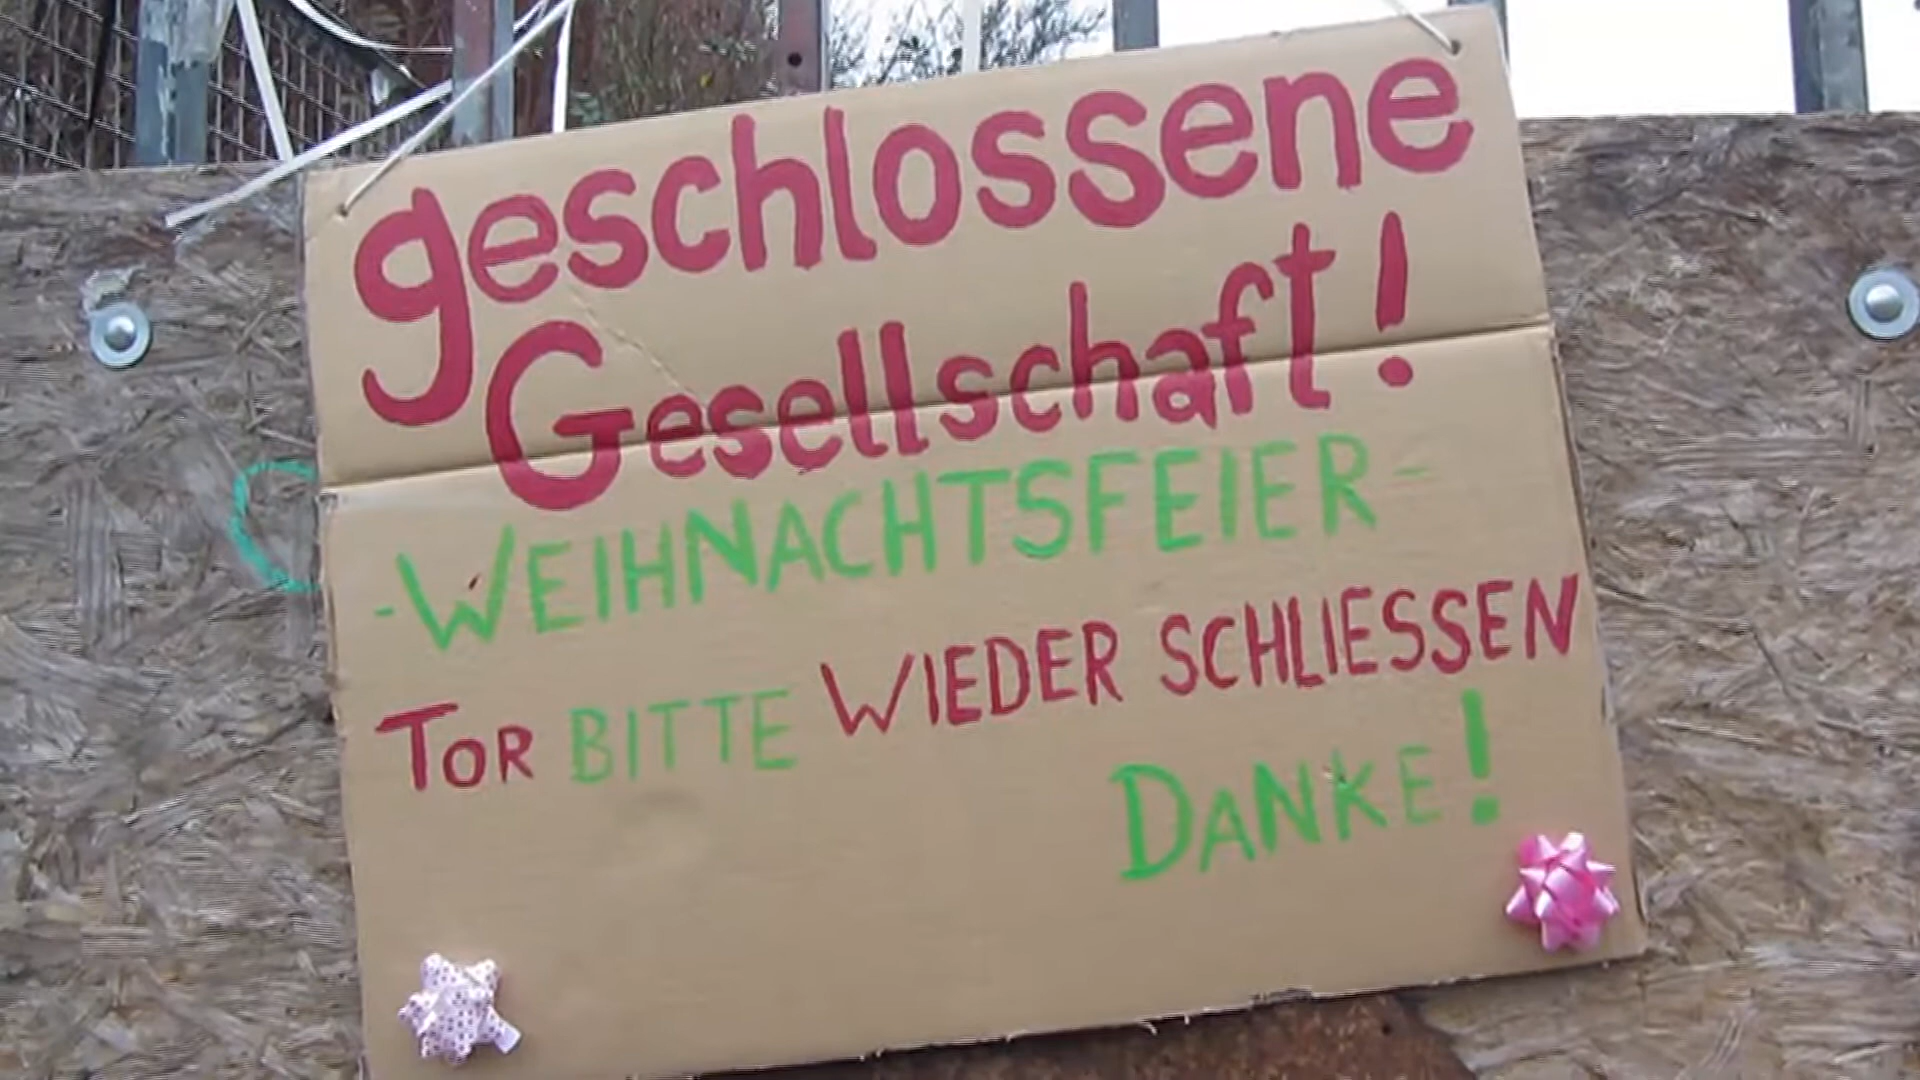 geschlossene
Gesellschaft!
-WEIHNACHTSFEIER-
TOR BITTE WIEDER SCHLIESSEN
DANKE!